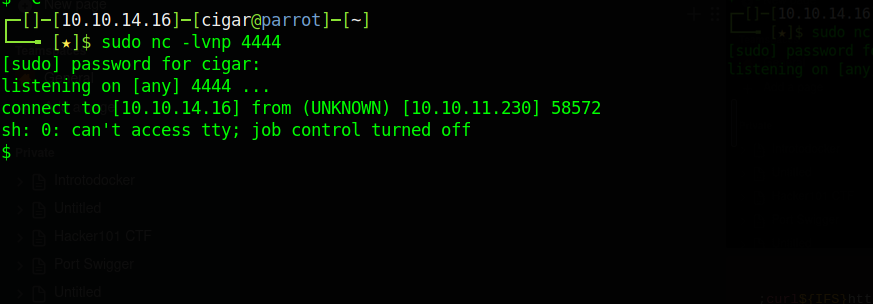 New page
┌─[]─[10.10.14.16]─[cigar@parrot]─[~]
└──╼ [★]$ sudo nc -lvnp 4444
[sudo] password for cigar:
listening on [any] 4444 ...
connect to [10.10.14.16] from (UNKNOWN) [10.10.11.230] 58572
sh: 0: can't access tty; job control turned off
$
Private
Introtodocker
Untitled
Hacker101 CTF
Port Swigger
Untitled
─[]─[10.10.14.16
[★]$ sudo nc
[sudo] password fo
listening on [any